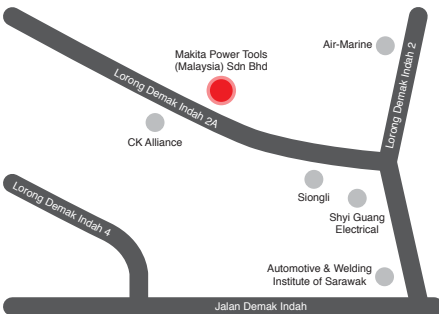 Air-Marine
Makita Power Tools
(Malaysia) Sdn Bhd
Lorong Demak Indah 2
Lorong Demak Indah 2A
CK Alliance
Siongli
Shyi Guang
Electrical
Lorong Demak Indah 4
Automotive & Welding
Institute of Sarawak
Jalan Demak Indah